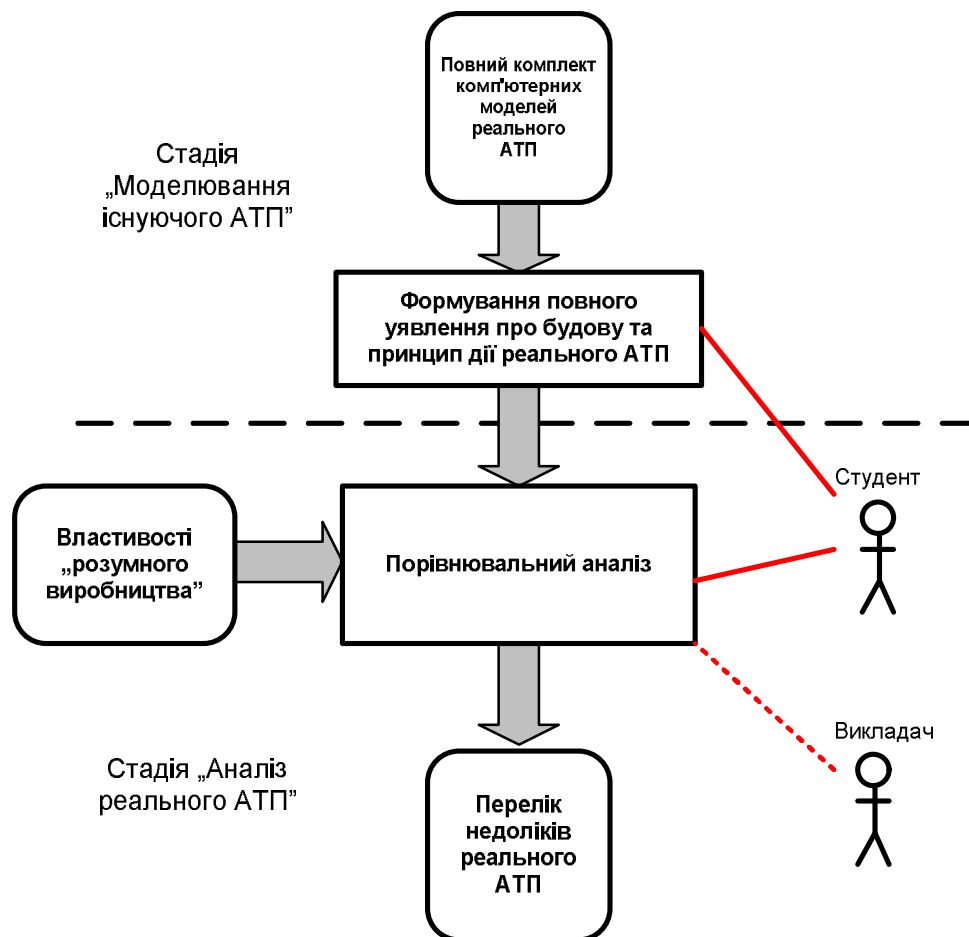 Повний комплект
комп'ютерних
моделей
реального
АТП
Стадія
„Моделювання
існуючого АТП”
Формування повного
уявлення про будову та
принцип дії реального АТП
Студент
Властивості
„розумного
виробництва”
Порівнювальний аналіз
Викладач
Стадія „Аналіз
реального АТП”
Перелік
недоліків
реального
АТП